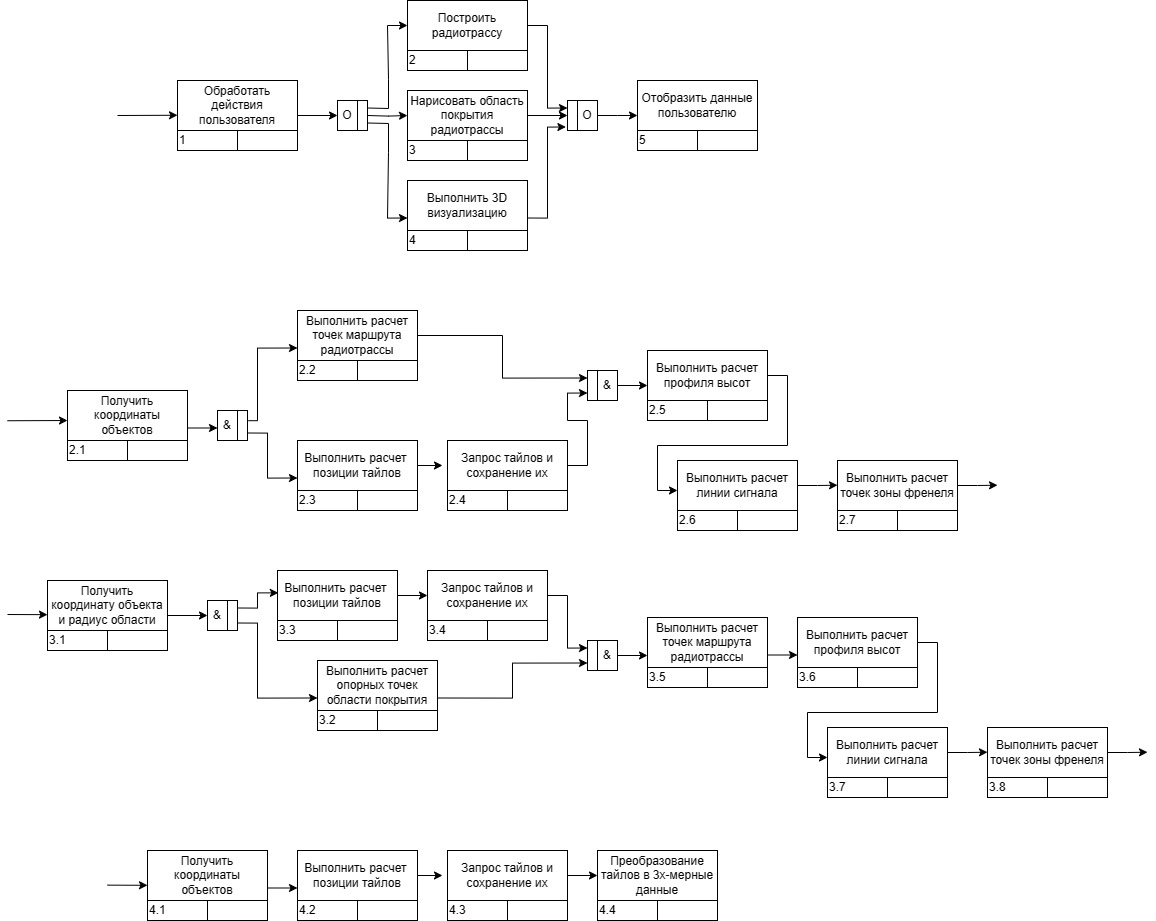 Построить
радиотрассу
2
Обработать
действия
пользователя
1
O
Нарисовать область
покрытия
радиотрассы
3
O
Отобразить данные
пользователю
5
Выполнить 3D
визуализацию
4
Выполнить расчет
точек маршрута
радиотрассы
2.2
Получить
координаты
объектов
2.1
&
&
Выполнить расчет
профиля высот
2.5
Выполнить расчет
позиции тайлов
2.3
Запрос тайлов и
сохранение их
2.4
Выполнить расчет
линии сигнала
2.6
Выполнить расчет
точек зоны френеля
2.7
Получить
координату объекта
и радиус области
3.1
&
Выполнить расчет
позиции тайлов
3.3
Запрос тайлов и
сохранение их
3.4
Выполнить расчет
опорных точек
области покрытия
3.2
&
Выполнить расчет
точек маршрута
радиотрассы
3.5
Выполнить расчет
профиля высот
3.6
Выполнить расчет
линии сигнала
3.7
Выполнить расчет
точек зоны френеля
3.8
Получить
координаты
объектов
4.1
Выполнить расчет
позиции тайлов
4.2
Запрос тайлов и
сохранение их
4.3
Преобразование
тайлов в 3х-мерные
данные
4.4